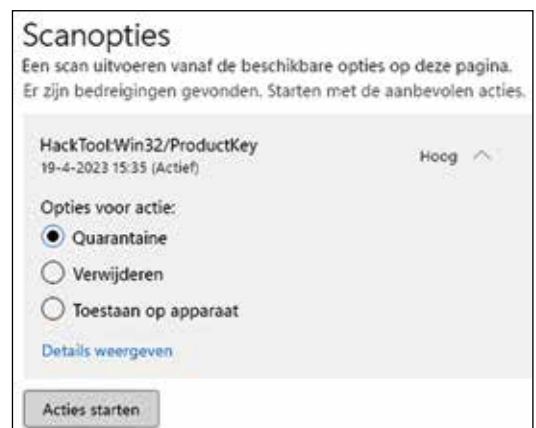 Scanopties
Een scan uitvoeren vanaf de beschikbare opties op deze pagina.
Er zijn bedreigingen gevonden. Starten met de aanbevolen acties.
HackTool:Win32/ProductKey
Hoog
19-4-2023 15:35 (Actief)
Opties voor actie:
Quarantaine
Verwijderen
Toestaan op apparaat
Details weergeven
Acties starten